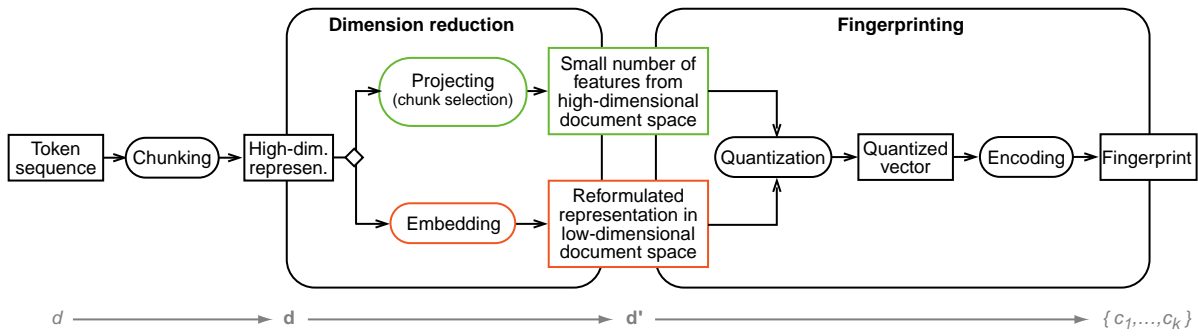 Dimension reduction
Fingerprinting
Projecting
(chunk selection)
Small number of
features from
high-dimensional
document space
Token
sequence
Chunking
High-dim.
represen.
Quantization
Quantized
vector
Encoding
Fingerprint
Embedding
Reformulated
representation in
low-dimensional
document space
d
d
d'
{ c1,...,ck }